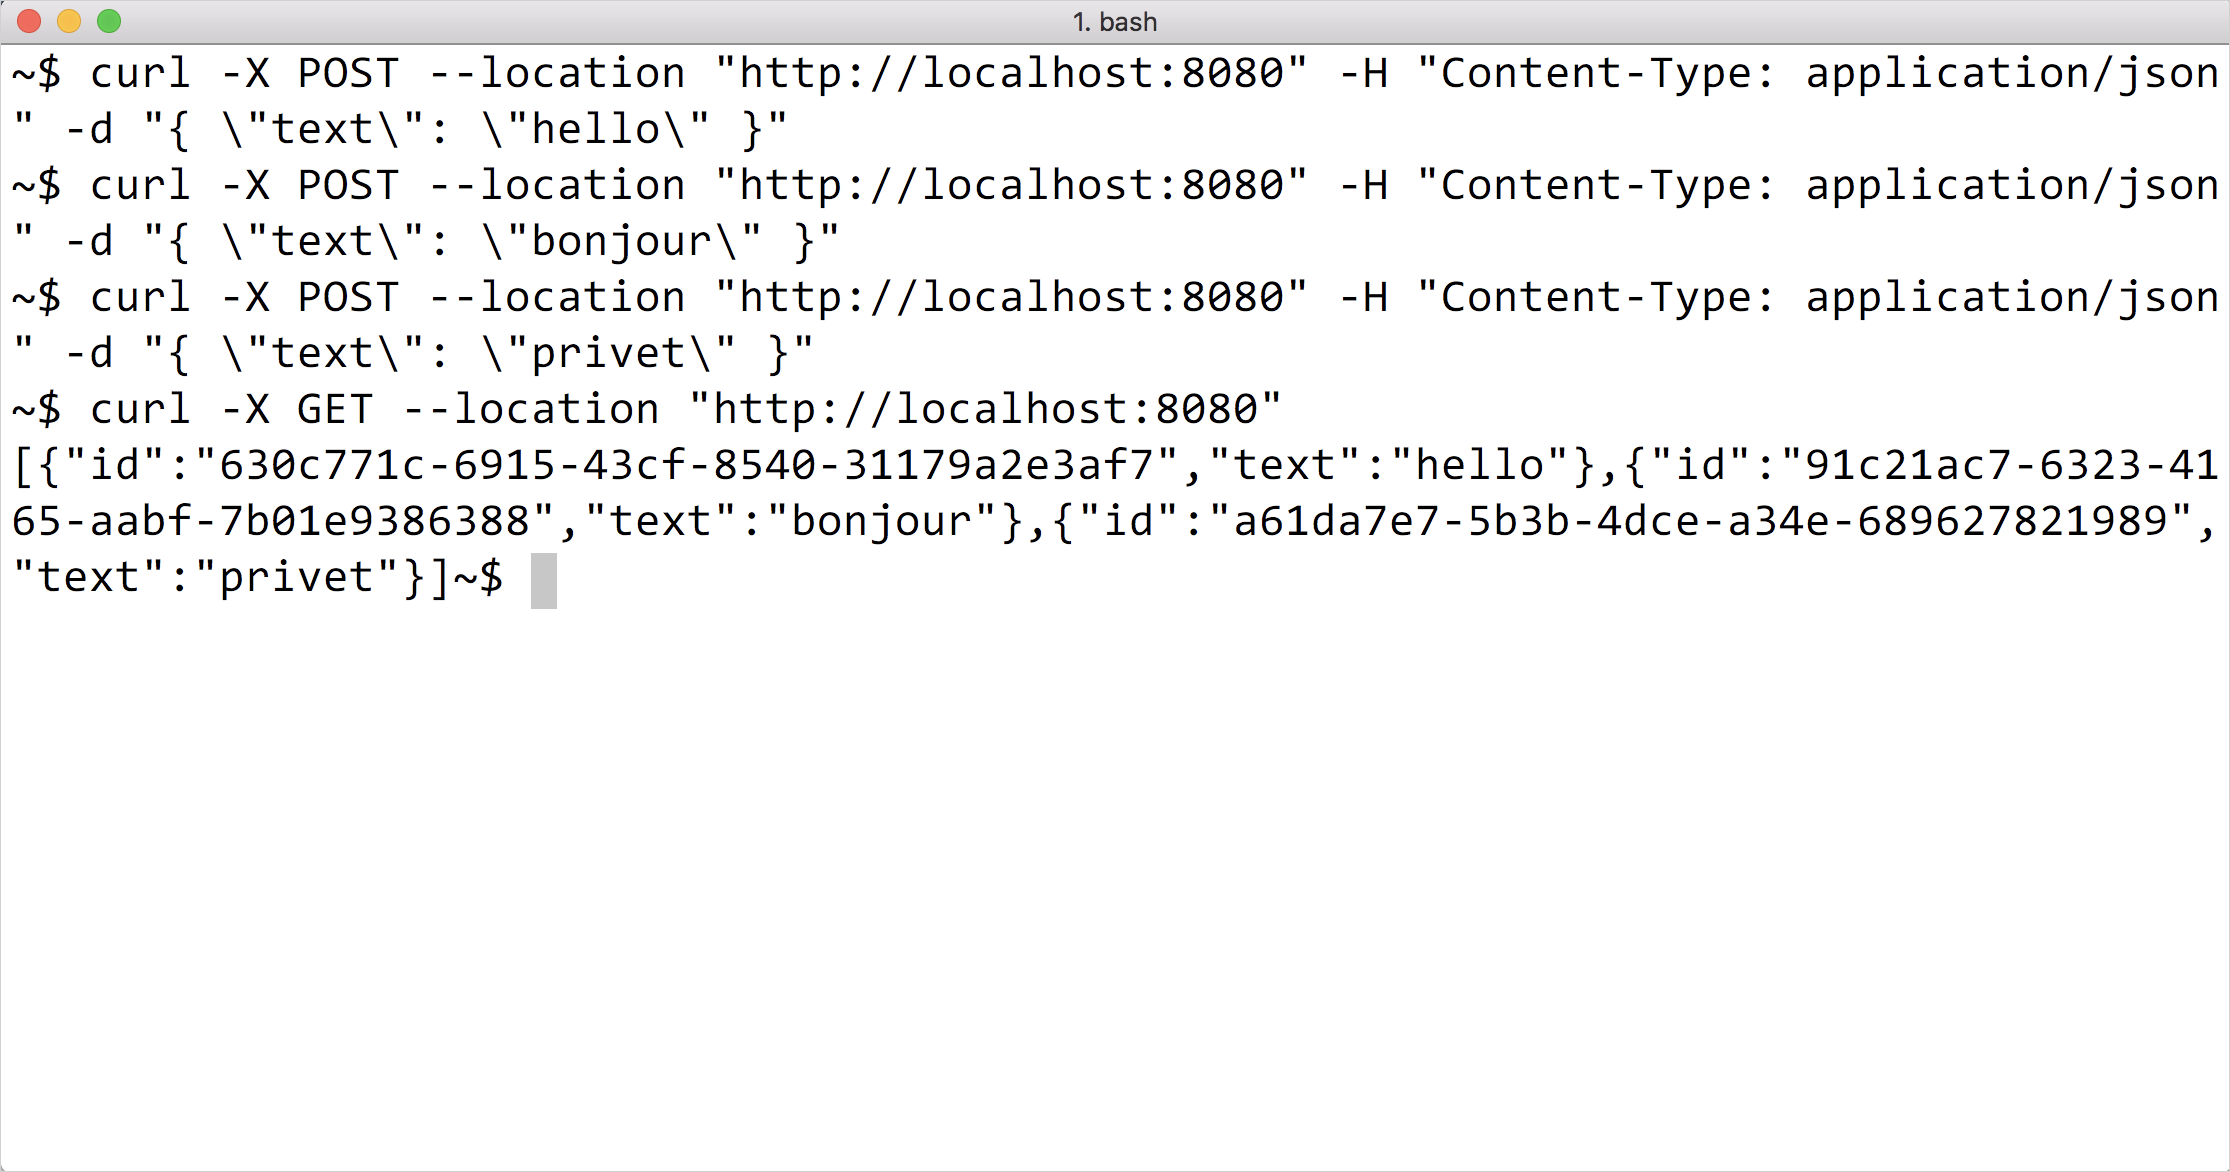 1. bash
~$ curl -X POST --location "http://localhost:8080" -H "Content-Type: application/json
" -d "{ \"text\": \"hello\" }"
~$ curl -X POST --location "http://localhost:8080" -H "Content-Type: application/json
" -d "{ \"text\": \"bonjour\" }"
~$ curl -X POST --location "http://localhost:8080" -H "Content-Type: application/json
" -d "{ \"text\": \"privet\" }"
~$ curl -X GET --location "http://localhost:8080"
[{"id":"630c771c-6915-43cf-8540-31179a2e3af7","text":"hello"},{"id":"91c21ac7-6323-41
65-aabf-7b01e9386388","text":"bonjour"},{"id":"a61da7e7-5b3b-4dce-a34e-689627821989",
"text":"privet"}]~$